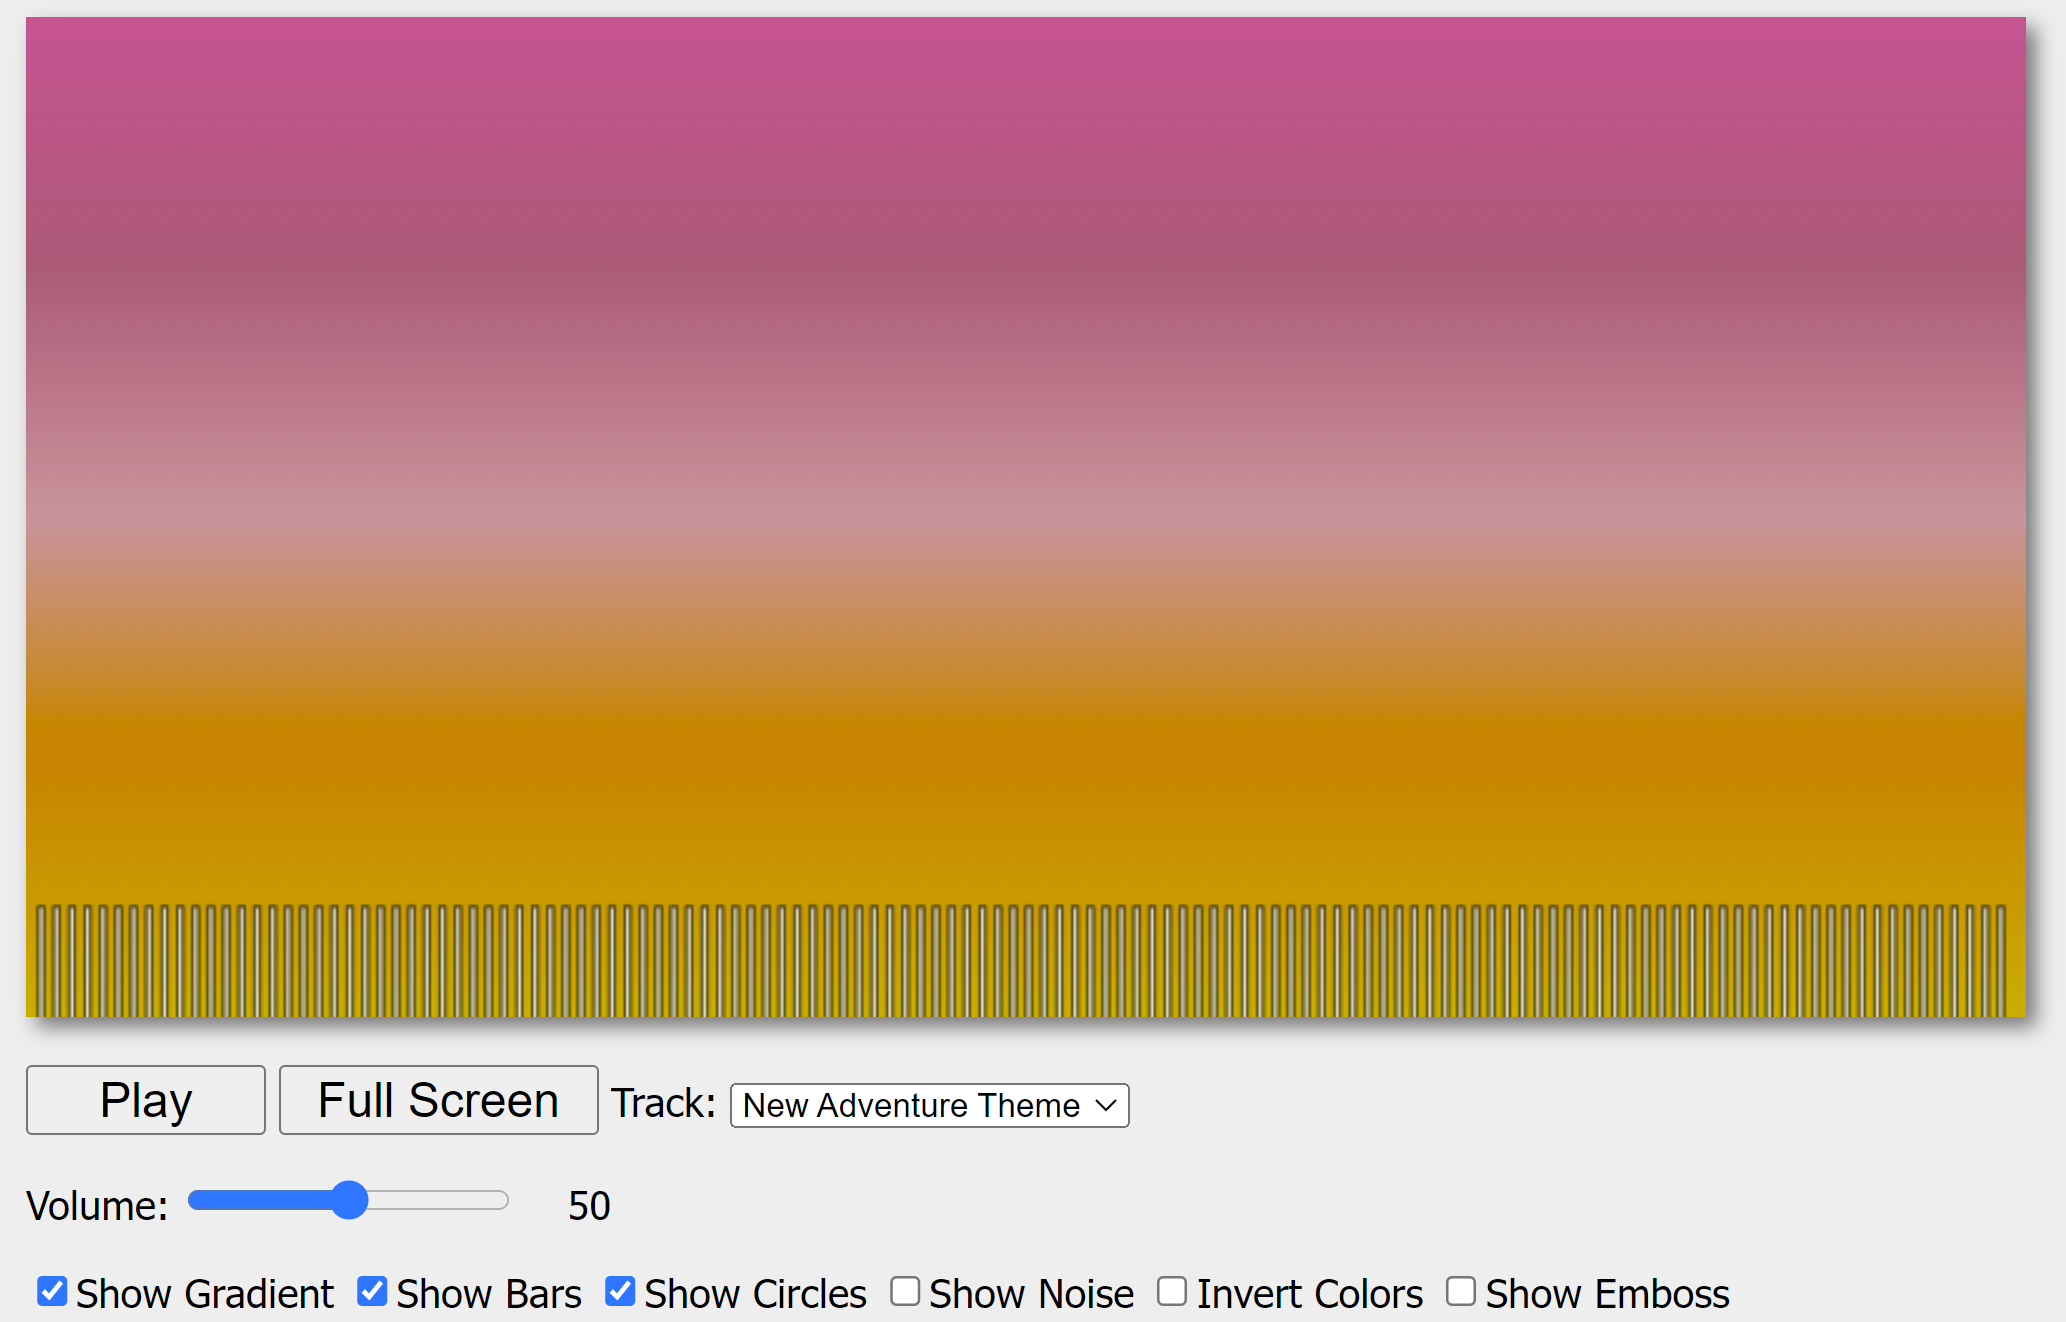 Play Full Screen Track: New Adventure Theme
Volume: 50
Show Gradient Show Bars Show Circles Show Noise Invert Colors Show Emboss